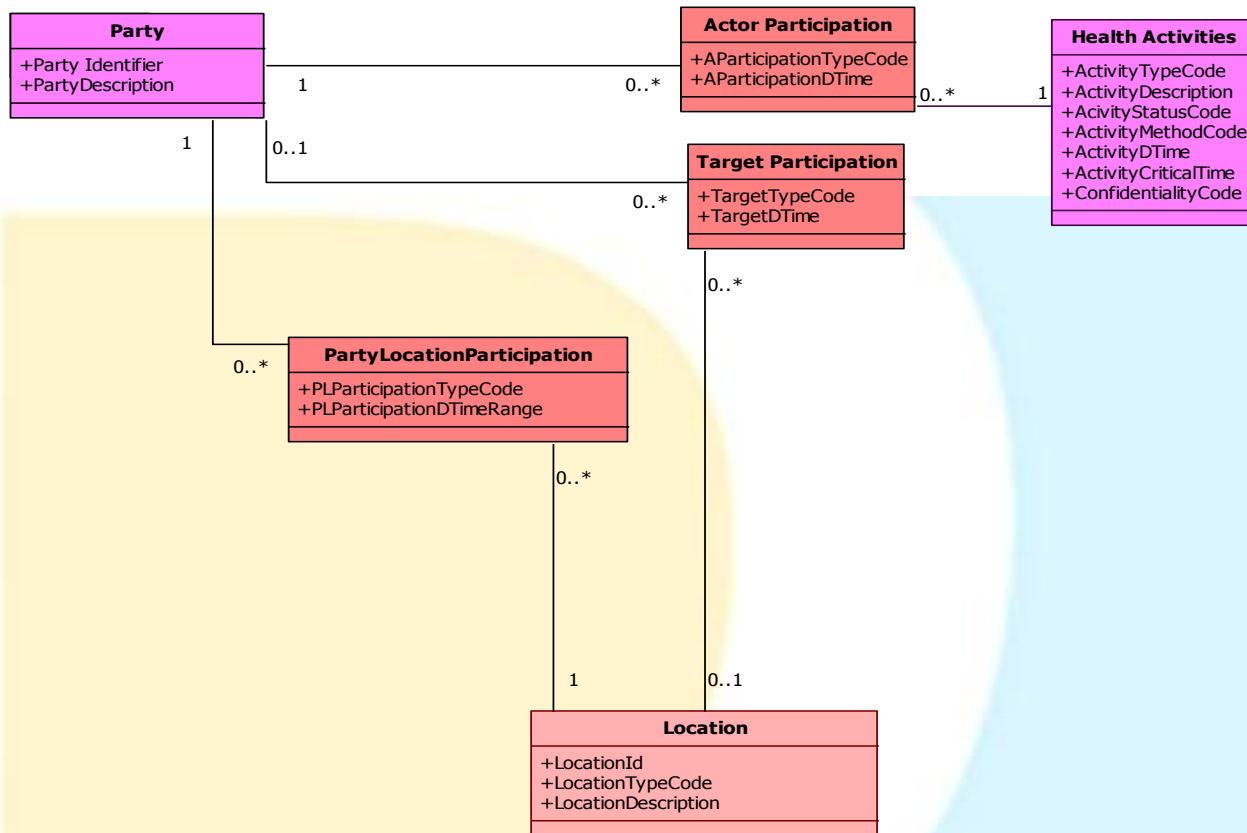 Party
+Party Identifier
+PartyDescription
1
0..*
Actor Participation
+AParticipationTypeCode
+AParticipationDTime
0..*
1
Health Activities
+ActivityTypeCode
+ActivityDescription
+AcivityStatusCode
+ActivityMethodCode
+ActivityDTime
+ActivityCriticalTime
+ConfidentialityCode
1
0..1
0..*
Target Participation
+TargetTypeCode
+TargetDTime
0..*
0..*
PartyLocationParticipation
+PLParticipationTypeCode
+PLParticipationDTimeRange
0..*
1
0..1
Location
+LocationId
+LocationTypeCode
+LocationDescription